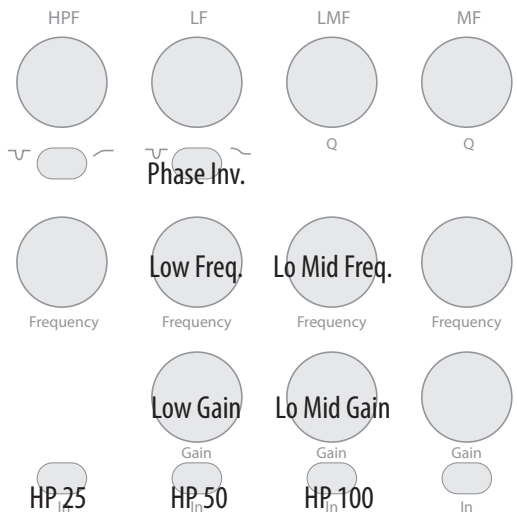 HPF LF LMF MF
Q Q
Phase Inv.
Low Freq. Lo Mid Freq.
Frequency Frequency Frequency Frequency
Low Gain Lo Mid Gain
Gain Gain Gain
HP 25 HP 50 HP 100
In In In In